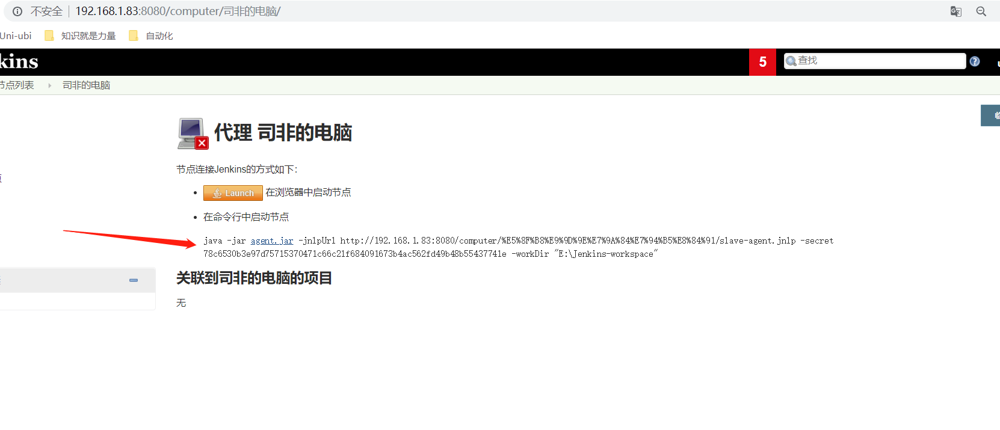 不安全 192.168.1.83:8080/computer/司非的电脑/
Uni-ubi 知识就是力量 自动化
kins 5 查找
节点列表 司非的电脑
代理 司非的电脑
节点连接Jenkins的方式如下:
Launch 在浏览器中启动节点
在命令行中启动节点
java -jar agent.jar -jnlpUrl http://192.168.1.83:8080/computer/%E5%8F%B8%E9%9D%9E%E7%9A%84%E7%94%B5%E8%84%91/slave-agent.jnlp -secret
78c6530b3e97d75715370471c66c21f684091673b4ac562fd49b48b55437741e -workDir "E:\Jenkins-workspace"
关联到司非的电脑的项目
无